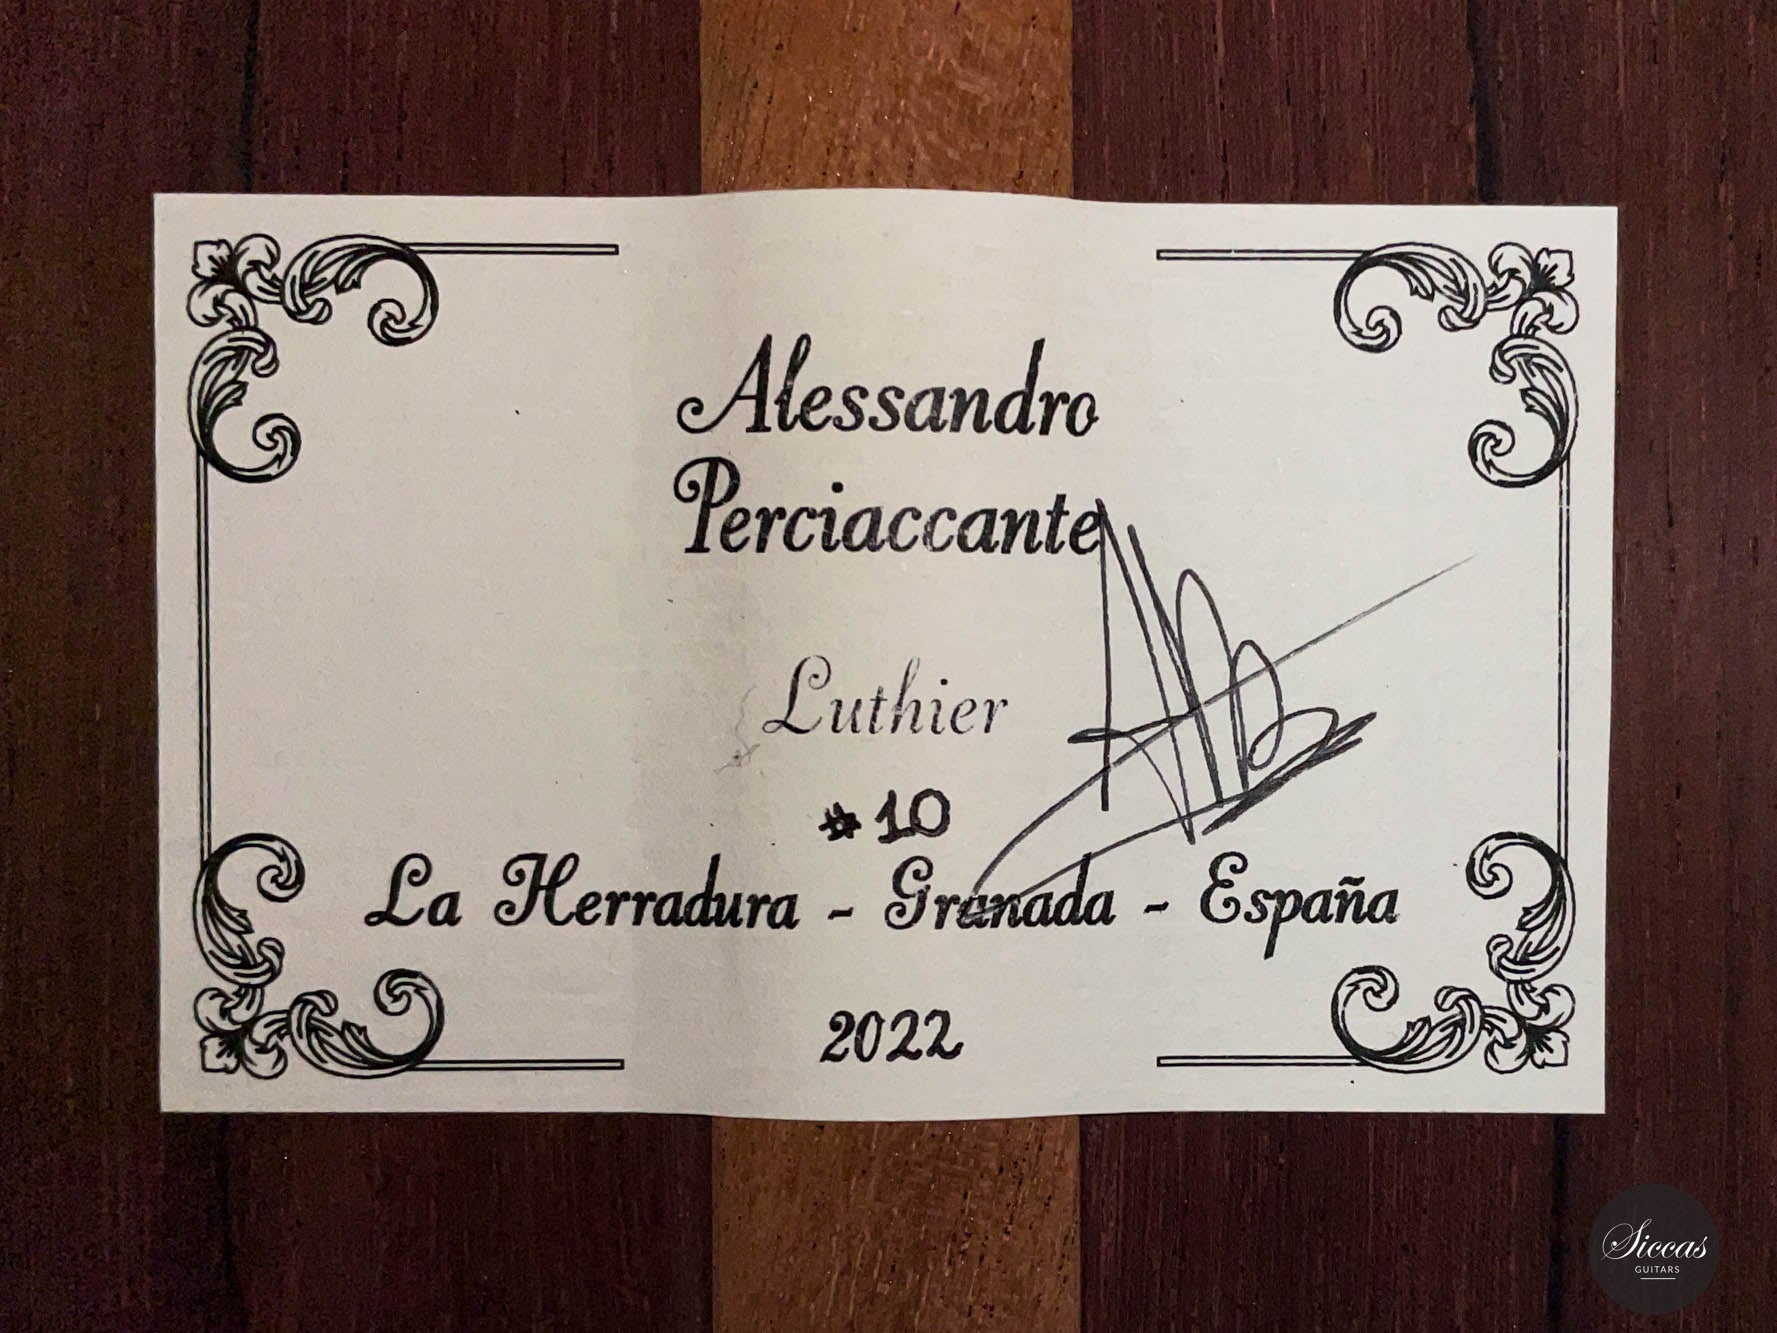 Alessandro
Perciaccante
Luthier
#10
La Herradura - Granada - España
2022
Siccas
GUITARS